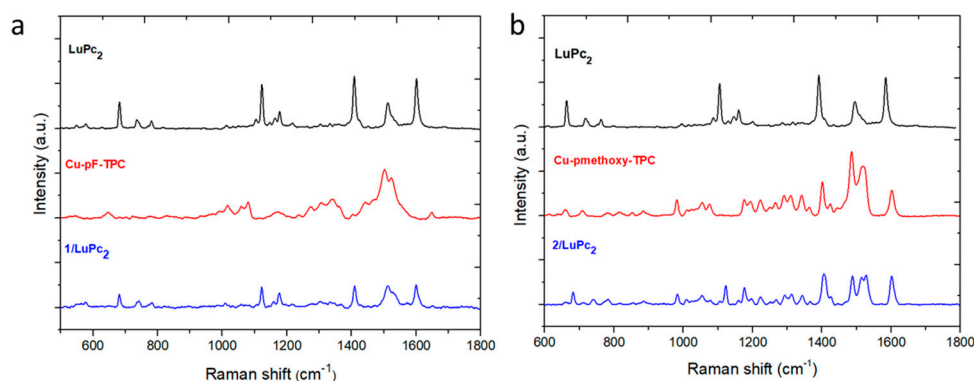 a
LuPc2
Cu-pF-TPC
1/LuPc2
Intensity (a.u.)
600 800 1000 1200 1400 1600 1800
Raman shift (cm-1)
b
LuPc2
Cu-pmethoxy-TPC
2/LuPc2
Intensity (a.u.)
600 800 1000 1200 1400 1600 1800
Raman shift (cm-1)